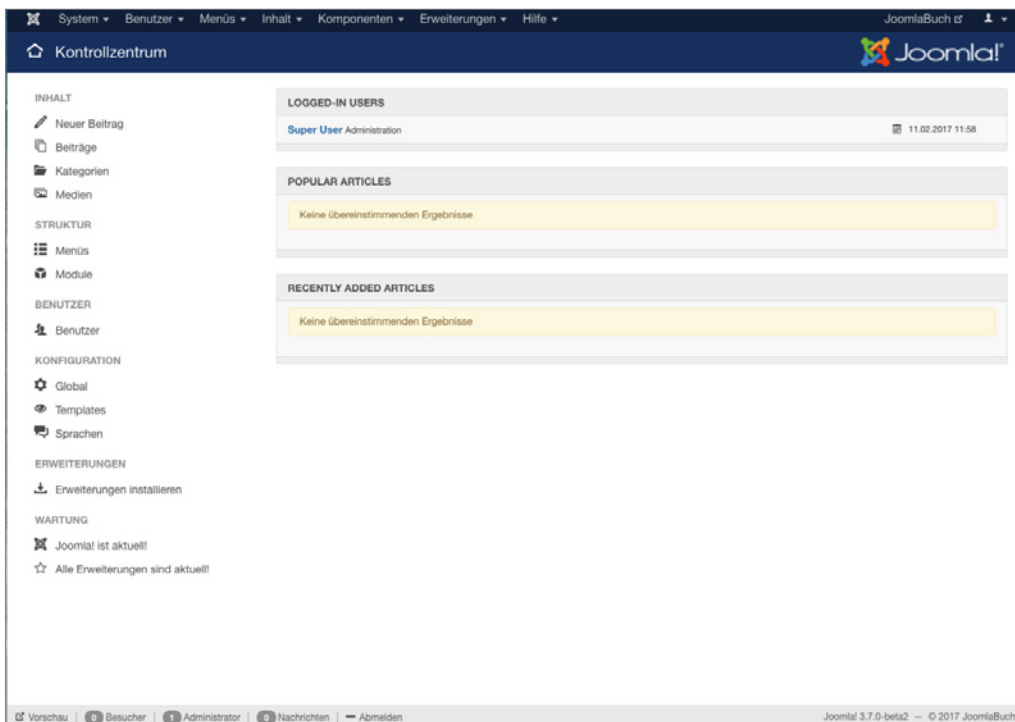 System Benutzer Menüs Inhalt Komponenten Erweiterungen Hilfe JoomlaBuch
Kontrollzentrum Joomla!
INHALT
Neuer Beitrag
Beiträge
Kategorien
Medien
STRUKTUR
Menüs
Module
BENUTZER
Benutzer
KONFIGURATION
Global
Templates
Sprachen
ERWEITERUNGEN
Erweiterungen installieren
WARTUNG
Joomla! ist aktuell!
Alle Erweiterungen sind aktuell!
LOGGED-IN USERS
Super User Administration 11.02.2017 11:58
POPULAR ARTICLES
Keine übereinstimmenden Ergebnisse
RECENTLY ADDED ARTICLES
Keine übereinstimmenden Ergebnisse
Vorschau | 0 Besucher | 1 Administrator | 0 Nachrichten | Abmelden Joomla! 3.7.0-beta2 — © 2017 JoomlaBuch